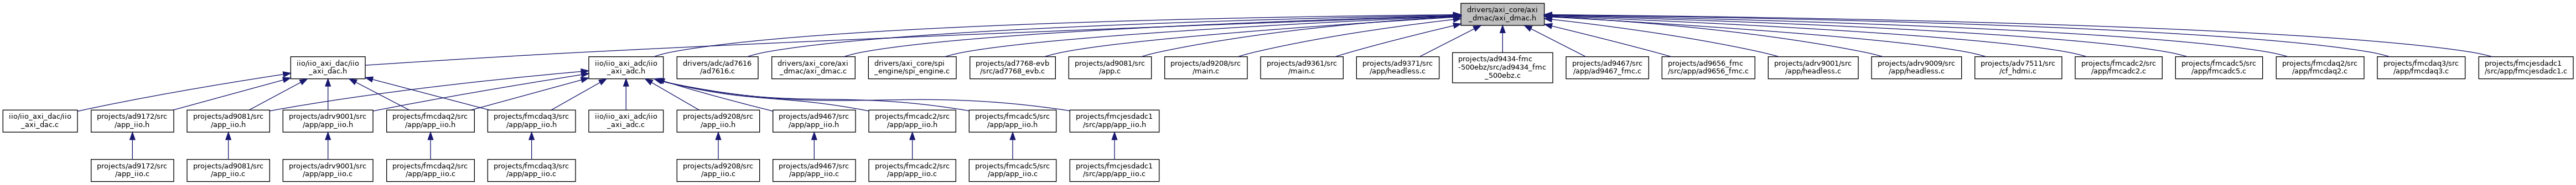 drivers/axi_core/axi
_dmac/axi_dmac.h
iio/iio_axi_dac/iio
_axi_dac.h
iio/iio_axi_adc/iio
_axi_adc.h
drivers/adc/ad7616
/ad7616.c
drivers/axi_core/axi
_dmac/axi_dmac.c
drivers/axi_core/spi
_engine/spi_engine.c
projects/ad7768-evb
/src/ad7768_evb.c
projects/ad9081/src
/app.c
projects/ad9208/src
/main.c
projects/ad9361/src
/main.c
projects/ad9371/src
/app/headless.c
projects/ad9434-fmc
-500ebz/src/ad9434_fmc
_500ebz.c
projects/ad9467/src
/app/ad9467_fmc.c
projects/ad9656_fmc
/src/app/ad9656_fmc.c
projects/adrv9001/src
/app/headless.c
projects/adrv9009/src
/app/headless.c
projects/adv7511/src
/cf_hdmi.c
projects/fmcadc2/src
/app/fmcadc2.c
projects/fmcadc5/src
/app/fmcadc5.c
projects/fmcdaq2/src
/app/fmcdaq2.c
projects/fmcdaq3/src
/app/fmcdaq3.c
projects/fmcjesdadc1
/src/app/fmcjesdadc1.c
iio/iio_axi_dac/iio
_axi_dac.c
projects/ad9172/src
/app_iio.h
projects/ad9081/src
/app_iio.h
projects/adrv9001/src
/app/app_iio.h
projects/fmcdaq2/src
/app/app_iio.h
projects/fmcdaq3/src
/app/app_iio.h
iio/iio_axi_adc/iio
_axi_adc.c
projects/ad9208/src
/app_iio.h
projects/ad9467/src
/app/app_iio.h
projects/fmcadc2/src
/app/app_iio.h
projects/fmcadc5/src
/app/app_iio.h
projects/fmcjesdadc1
/src/app/app_iio.h
projects/ad9172/src
/app_iio.c
projects/ad9081/src
/app_iio.c
projects/adrv9001/src
/app/app_iio.c
projects/fmcdaq2/src
/app/app_iio.c
projects/fmcdaq3/src
/app/app_iio.c
projects/ad9208/src
/app_iio.c
projects/ad9467/src
/app/app_iio.c
projects/fmcadc2/src
/app/app_iio.c
projects/fmcadc5/src
/app/app_iio.c
projects/fmcjesdadc1
/src/app/app_iio.c